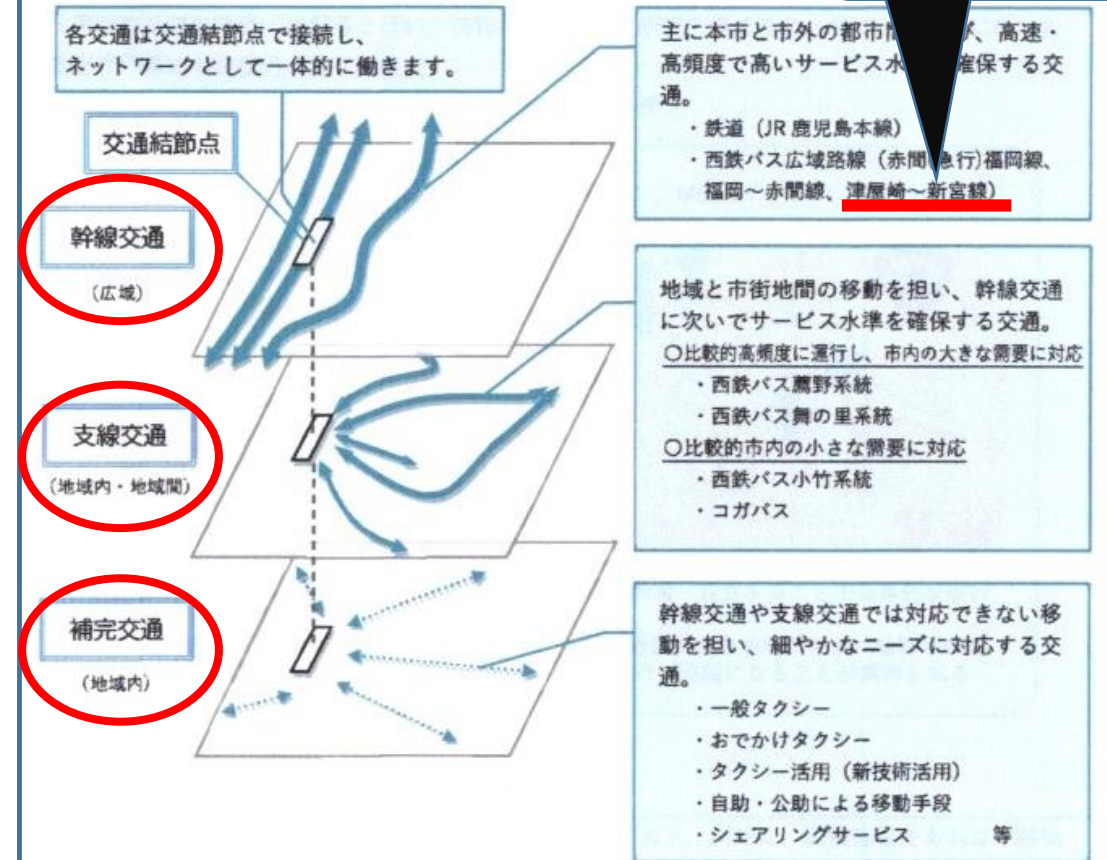 各交通は交通結節点で接続し、
ネットワークとして一体的に働きます。
交通結節点
幹線交通
(広域)
主に本市と市外の都市間 び、高速・
高頻度で高いサービス水 確保する交
通。
・鉄道（JR 鹿児島本線）
・西鉄バス広域路線（赤間 急行)福岡線、
福岡～赤間線、津屋崎～新宮線）
支線交通
(地域内・地域間)
地域と市街地間の移動を担い、幹線交通
に次いでサービス水準を確保する交通。
○比較的高頻度に運行し、市内の大きな需要に対応
・西鉄バス薦野系統
・西鉄バス舞の里系統
○比較的市内の小さな需要に対応
・西鉄バス小竹系統
・コガバス
補完交通
(地域内)
幹線交通や支線交通では対応できない移
動を担い、細やかなニーズに対応する交
通。
・一般タクシー
・おでかけタクシー
・タクシー活用（新技術活用）
・自助・公助による移動手段
・シェアリングサービス 等